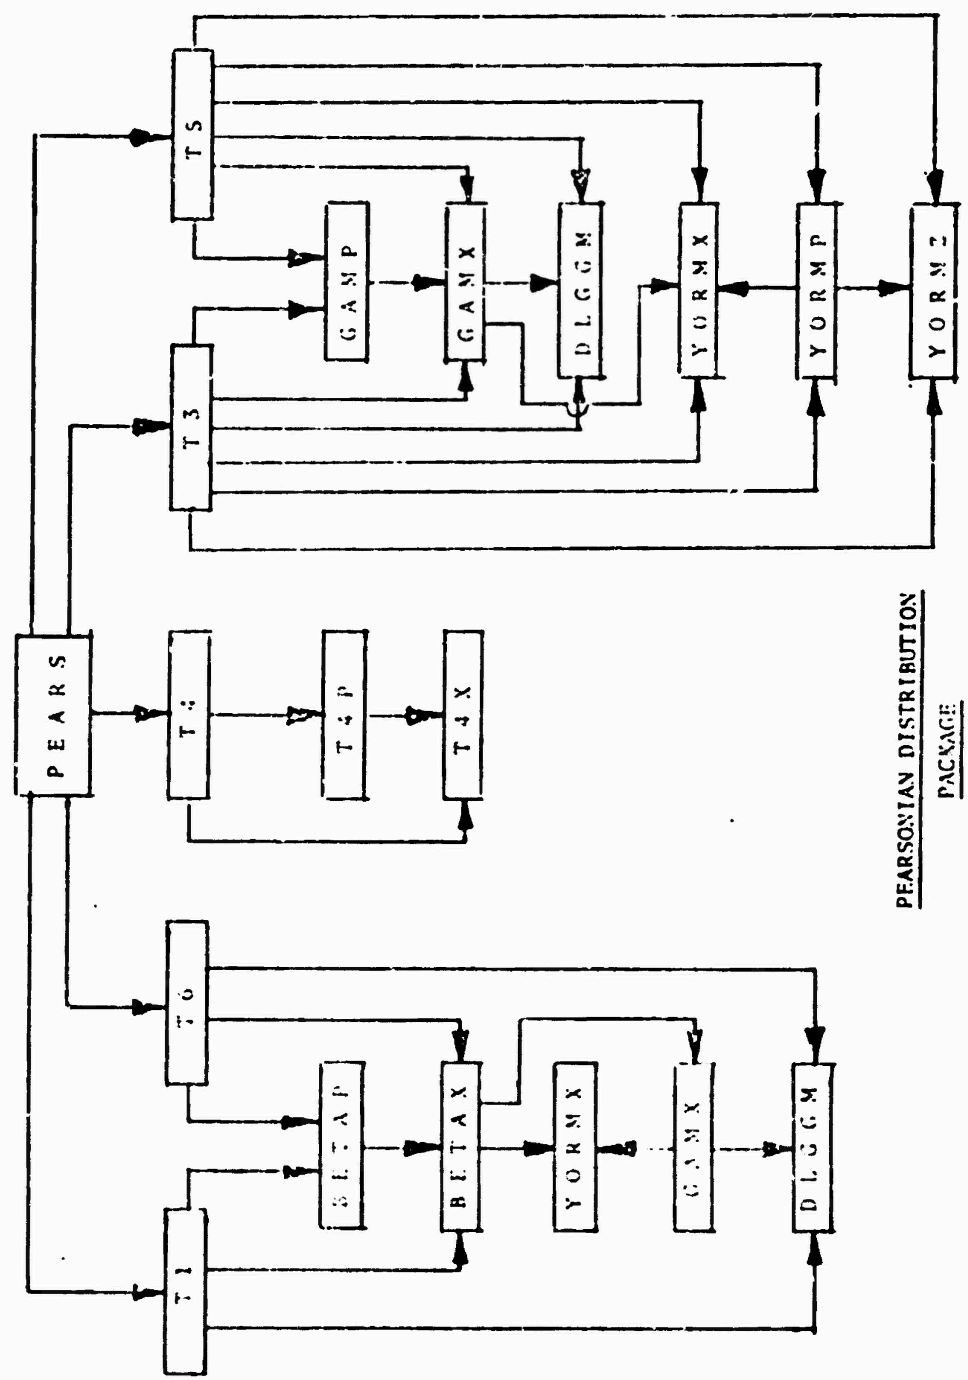 PEARS
T1
T6
T4
T3
T5
BETAP
T4P
GAMP
BETAX
T4X
GAMX
YORMX
DLGGM
GAMX
YORMX
DLGGM
YORMP
YORMZ
PEARSONIAN DISTRIBUTION
PACKAGE